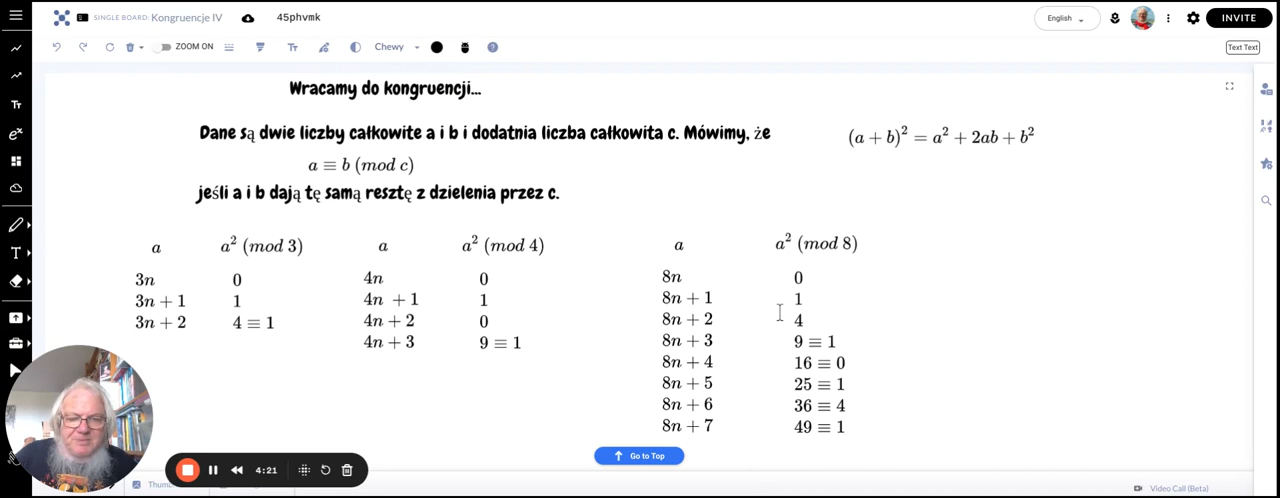 SINGLE BOARD: Kongruencje IV
45phvmk
English
INVITE
ZOOM ON
Chewy
Text Text
Wracamy do kongruencji...
Dane są dwie liczby całkowite a i b i dodatnia liczba całkowita c. Mówimy, że
(a + b)² = a² + 2ab + b²
a ≡ b (mod c)
jeśli a i b dają tę samą resztę z dzielenia przez c.
a a² (mod 3)
3n 0
3n + 1 1
3n + 2 4 ≡ 1
a a² (mod 4)
4n 0
4n + 1 1
4n + 2 0
4n + 3 9 ≡ 1
a a² (mod 8)
8n 0
8n + 1 1
8n + 2 4
8n + 3 9 ≡ 1
8n + 4 16 ≡ 0
8n + 5 25 ≡ 1
8n + 6 36 ≡ 4
8n + 7 49 ≡ 1
Go to Top
4:21
Video Call (Beta)